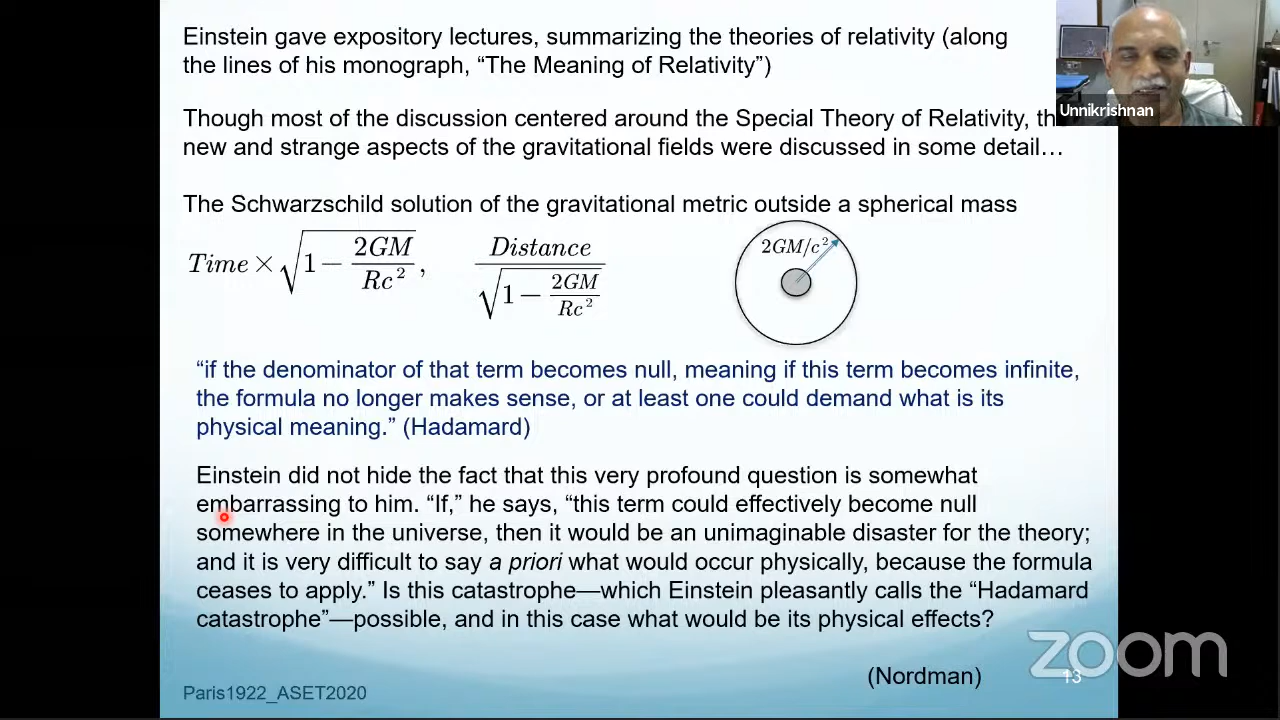 Einstein gave expository lectures, summarizing the theories of relativity (along
the lines of his monograph, “The Meaning of Relativity”)
Unnikrishnan
Though most of the discussion centered around the Special Theory of Relativity, th
new and strange aspects of the gravitational fields were discussed in some detail…
The Schwarzschild solution of the gravitational metric outside a spherical mass
Time × √(1 − 2GM/Rc²), Distance/√(1 − 2GM/Rc²)
2GM/c²
“if the denominator of that term becomes null, meaning if this term becomes infinite,
the formula no longer makes sense, or at least one could demand what is its
physical meaning.” (Hadamard)
Einstein did not hide the fact that this very profound question is somewhat
embarrassing to him. “If,” he says, “this term could effectively become null
somewhere in the universe, then it would be an unimaginable disaster for the theory;
and it is very difficult to say a priori what would occur physically, because the formula
ceases to apply.” Is this catastrophe—which Einstein pleasantly calls the “Hadamard
catastrophe”—possible, and in this case what would be its physical effects?
zoom
(Nordman)
13
Paris1922_ASET2020